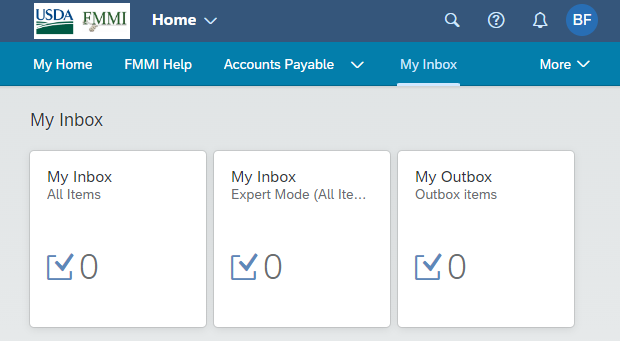 USDA FMMI Home BF
My Home FMMI Help Accounts Payable My Inbox More
My Inbox
My Inbox My Inbox My Outbox
All Items Expert Mode (All Ite... Outbox items
0 0 0